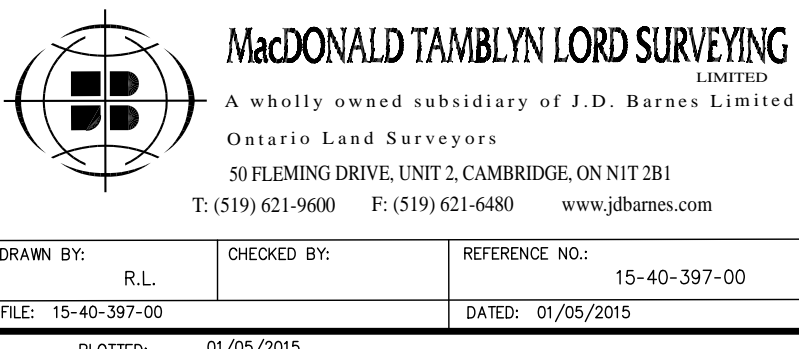 MacDONALD TAMBLYN LORD SURVEYING
LIMITED
A wholly owned subsidiary of J.D. Barnes Limited
Ontario Land Surveyors
50 FLEMING DRIVE, UNIT 2, CAMBRIDGE, ON N1T 2B1
T: (519) 621-9600 F: (519) 621-6480 www.jdbarnes.com
DRAWN BY: CHECKED BY: REFERENCE NO.:
R.L. 15-40-397-00
FILE: 15-40-397-00 DATED: 01/05/2015
PLOTTED: 01/05/2015